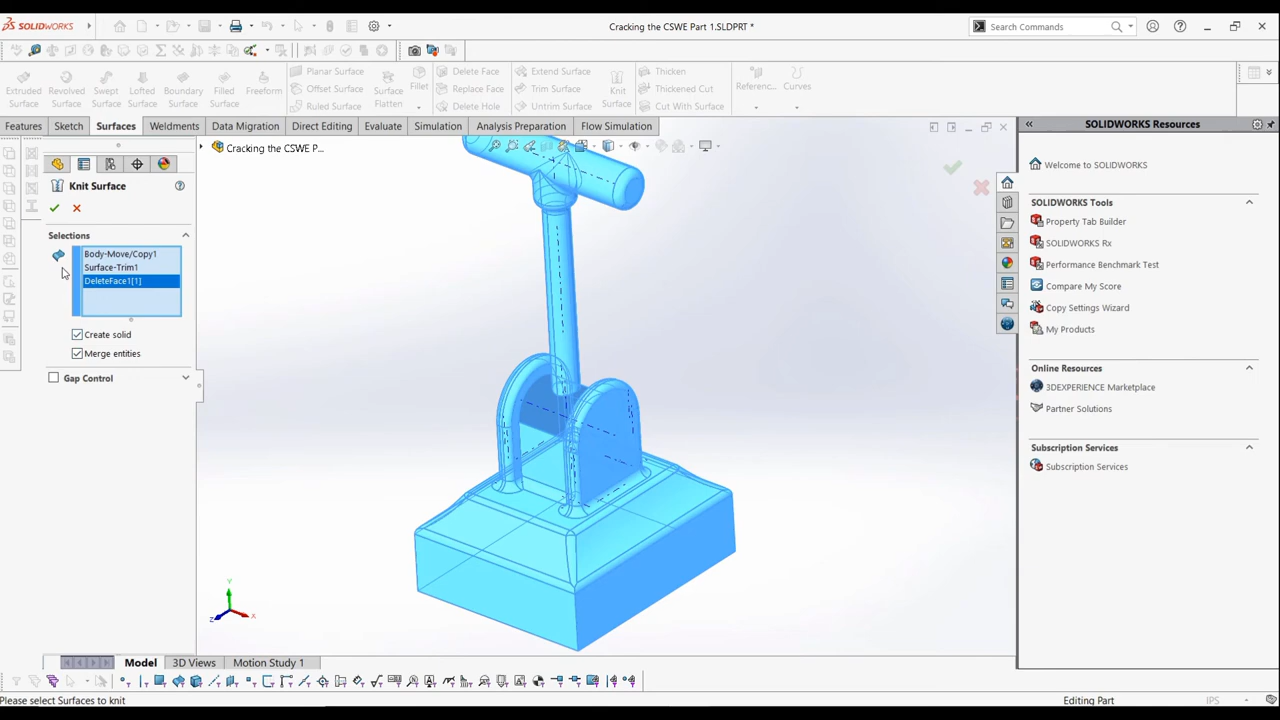 SOLIDWORKS
Cracking the CSWE Part 1.SLDPRT *
Search Commands
Extruded Surface
Revolved Surface
Swept Surface
Lofted Surface
Boundary Surface
Filled Surface
Freeform
Planar Surface
Offset Surface
Ruled Surface
Surface Flatten
Fillet
Delete Face
Replace Face
Delete Hole
Extend Surface
Trim Surface
Untrim Surface
Knit Surface
Thicken
Thickened Cut
Cut With Surface
Referenc...
Curves
Features Sketch Surfaces Weldments Data Migration Direct Editing Evaluate Simulation Analysis Preparation Flow Simulation
Cracking the CSWE P...
Knit Surface
Selections
Body-Move/Copy1
Surface-Trim1
DeleteFace1[1]
Create solid
Merge entities
Gap Control
Y
X
Z
SOLIDWORKS Resources
Welcome to SOLIDWORKS
SOLIDWORKS Tools
Property Tab Builder
SOLIDWORKS Rx
Performance Benchmark Test
Compare My Score
Copy Settings Wizard
My Products
Online Resources
3DEXPERIENCE Marketplace
Partner Solutions
Subscription Services
Subscription Services
Model 3D Views Motion Study 1
Please select Surfaces to knit
Editing Part
IPS